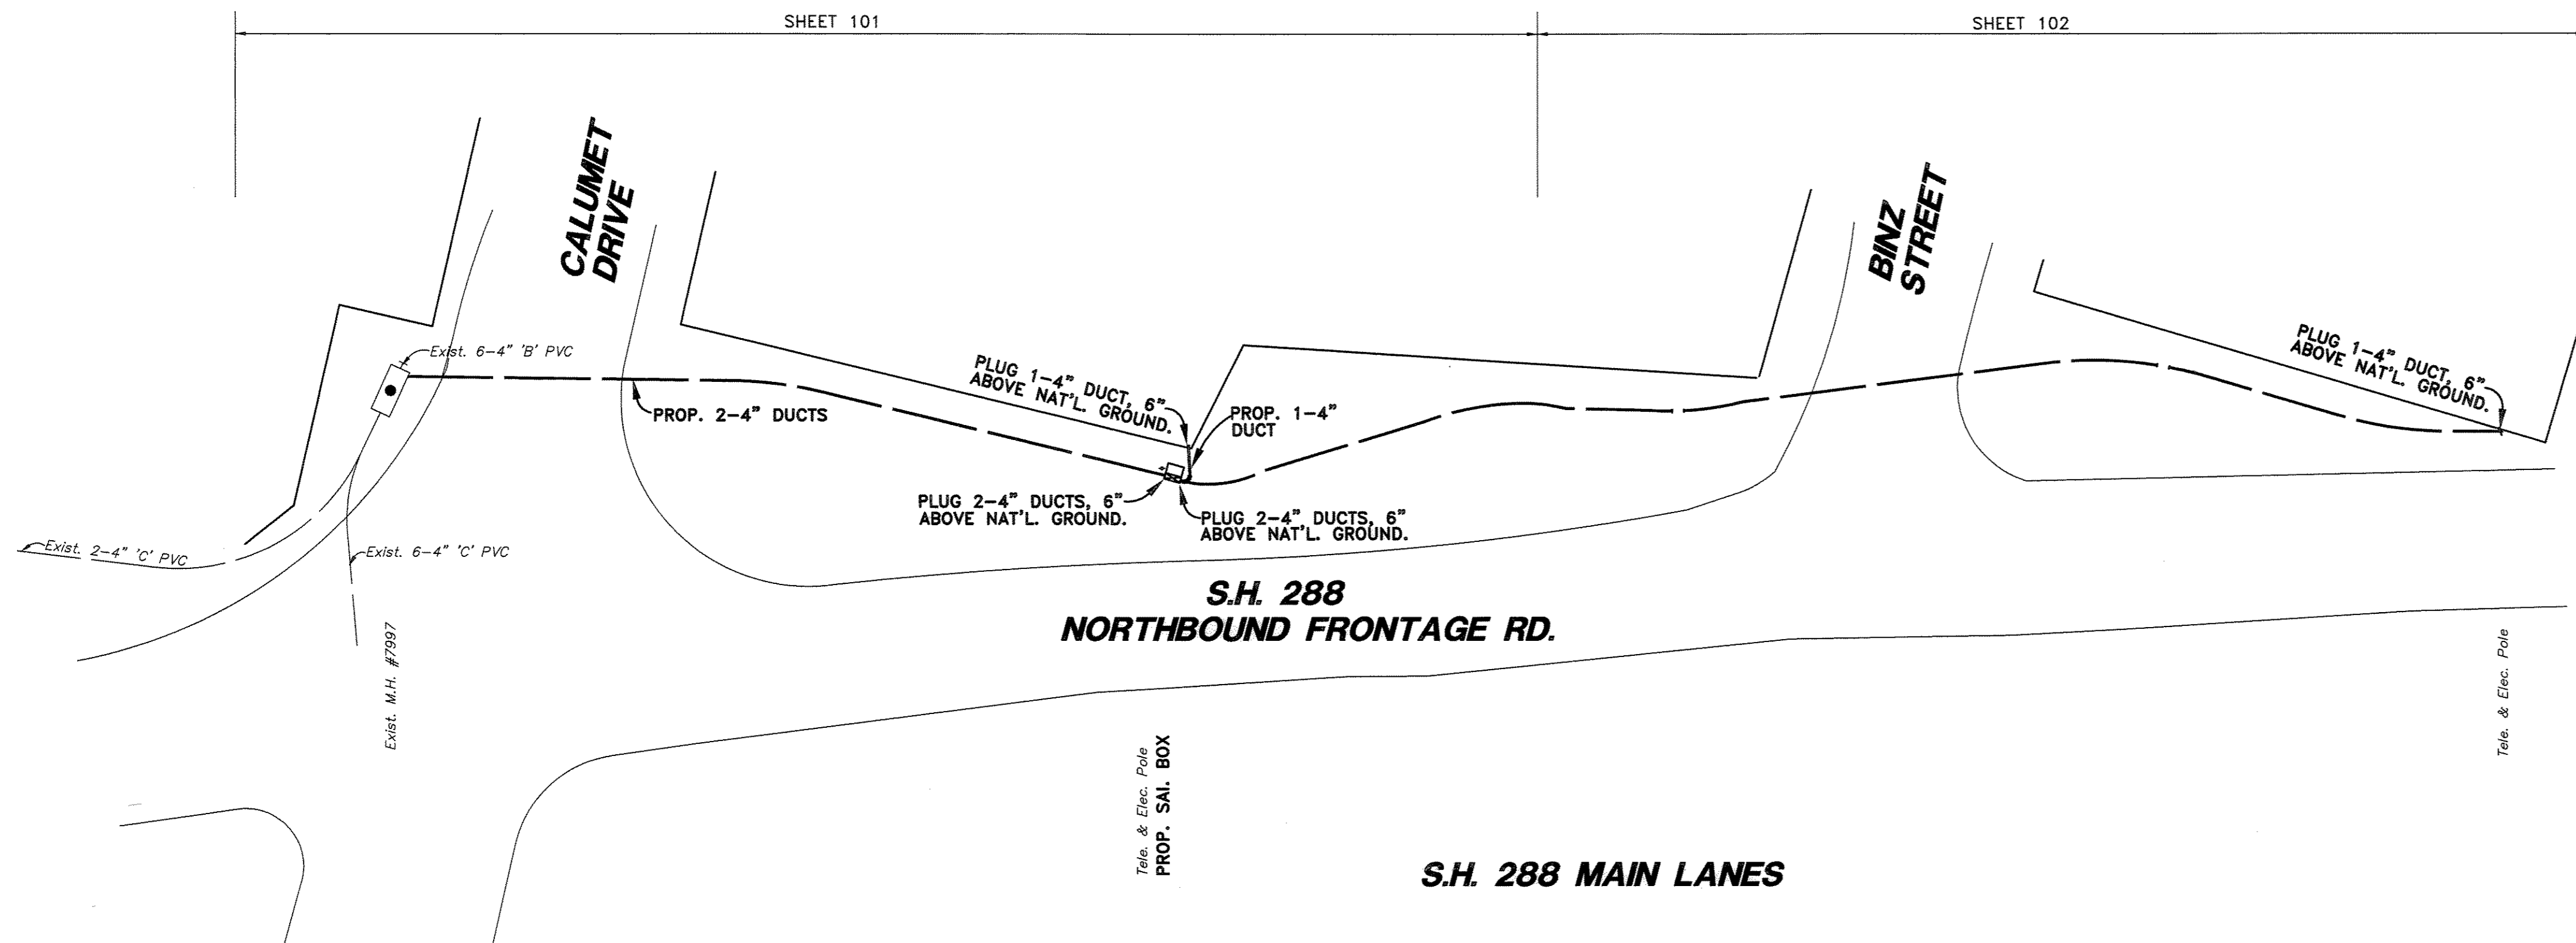 SHEET 101
SHEET 102
CALUMET
DRIVE
BINZ
STREET
Exist. 6-4" 'B' PVC
PROP. 2-4" DUCTS
PLUG 1-4" DUCT, 6"
ABOVE NAT'L. GROUND.
PROP. 1-4"
DUCT
PLUG 1-4" DUCT, 6"
ABOVE NAT'L. GROUND.
PLUG 2-4" DUCTS, 6"
ABOVE NAT'L. GROUND.
PLUG 2-4" DUCTS, 6"
ABOVE NAT'L. GROUND.
Exist. 2-4" 'C' PVC
Exist. 6-4" 'C' PVC
S.H. 288
NORTHBOUND FRONTAGE RD.
Exist. M.H. #7997
Tele. & Elec. Pole
PROP. SAI. BOX
Tele. & Elec. Pole
S.H. 288 MAIN LANES